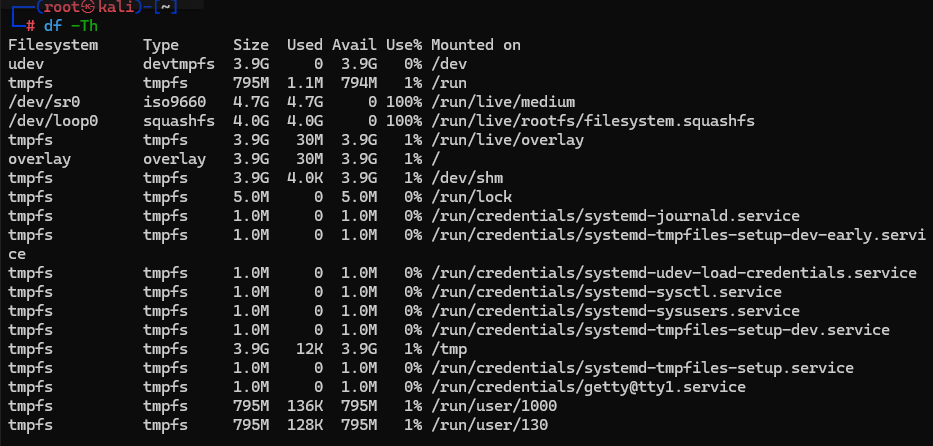 ┌──(root㉿kali)-[~]
└─# df -Th
Filesystem     Type      Size  Used Avail Use% Mounted on
udev           devtmpfs  3.9G     0  3.9G   0% /dev
tmpfs          tmpfs     795M  1.1M  794M   1% /run
/dev/sr0       iso9660   4.7G  4.7G     0 100% /run/live/medium
/dev/loop0     squashfs  4.0G  4.0G     0 100% /run/live/rootfs/filesystem.squashfs
tmpfs          tmpfs     3.9G   30M  3.9G   1% /run/live/overlay
overlay        overlay   3.9G   30M  3.9G   1% /
tmpfs          tmpfs     3.9G  4.0K  3.9G   1% /dev/shm
tmpfs          tmpfs     5.0M     0  5.0M   0% /run/lock
tmpfs          tmpfs     1.0M     0  1.0M   0% /run/credentials/systemd-journald.service
tmpfs          tmpfs     1.0M     0  1.0M   0% /run/credentials/systemd-tmpfiles-setup-dev-early.servi
ce
tmpfs          tmpfs     1.0M     0  1.0M   0% /run/credentials/systemd-udev-load-credentials.service
tmpfs          tmpfs     1.0M     0  1.0M   0% /run/credentials/systemd-sysctl.service
tmpfs          tmpfs     1.0M     0  1.0M   0% /run/credentials/systemd-sysusers.service
tmpfs          tmpfs     1.0M     0  1.0M   0% /run/credentials/systemd-tmpfiles-setup-dev.service
tmpfs          tmpfs     3.9G   12K  3.9G   1% /tmp
tmpfs          tmpfs     1.0M     0  1.0M   0% /run/credentials/systemd-tmpfiles-setup.service
tmpfs          tmpfs     1.0M     0  1.0M   0% /run/credentials/getty@tty1.service
tmpfs          tmpfs     795M  136K  795M   1% /run/user/1000
tmpfs          tmpfs     795M  128K  795M   1% /run/user/130